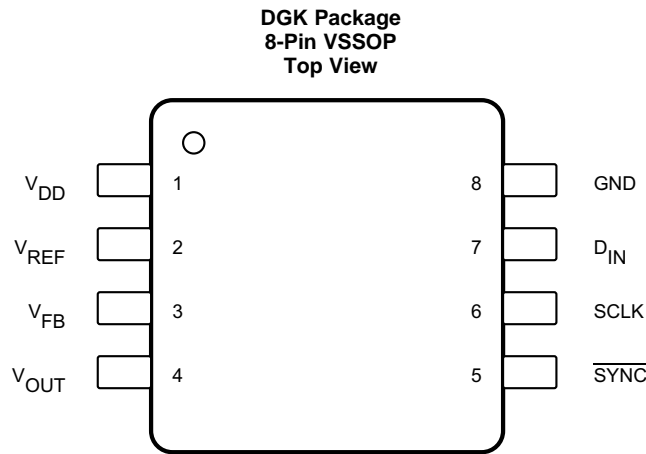 DGK Package
8-Pin VSSOP
Top View
VDD 1 8 GND
VREF 2 7 DIN
VFB 3 6 SCLK
VOUT 4 5 SYNC